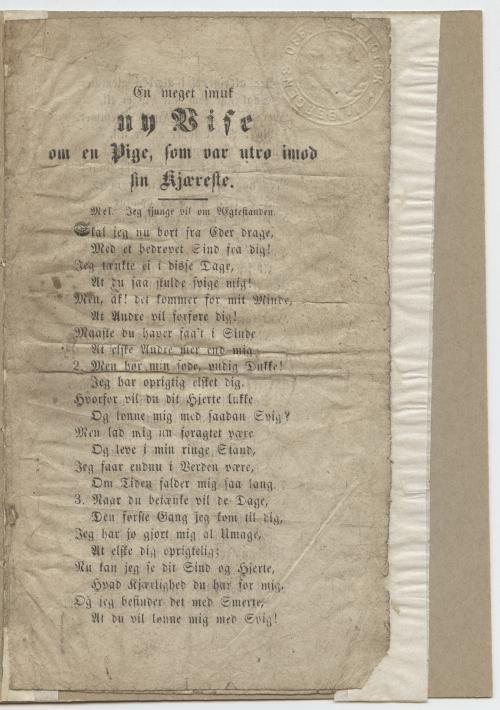 En meget smuk
ny Vise
om en Pige, som var utro imod
sin Kjæreste.
Mel. Jeg sjunge vil om Ægtestanden.
Skal jeg nu bort fra Eder drage,
Med et bedrøvet Sind fra dig!
Jeg tænkte ei i disse Dage,
At du saa skulde svige mig!
Men, ak! det kommer for mit Minde,
At Andre vil forføre dig!
Maaske du haver faa't i Sinde
At elske Andre mer end mig.
2. Men hør min søde, yndig Dukke!
Jeg har oprigtig elsket dig.
Hvorfor vil du dit Hjerte lukke
Og lønne mig med saadan Svig?
Men lad mig nu foragtet være
Og leve i min ringe Stand,
Jeg faar endnu i Verden være,
Om Tiden falder mig saa lang.
3. Naar du betænke vil de Dage,
Den første Gang jeg kom til dig,
Jeg har jo gjort mig al Umage,
At elske dig oprigtelig;
Nu kan jeg se dit Sind og Hjerte,
Hvad Kjærlighed du har for mig,
Og jeg befinder det med Smerte,
At du vil lønne mig med Svig!